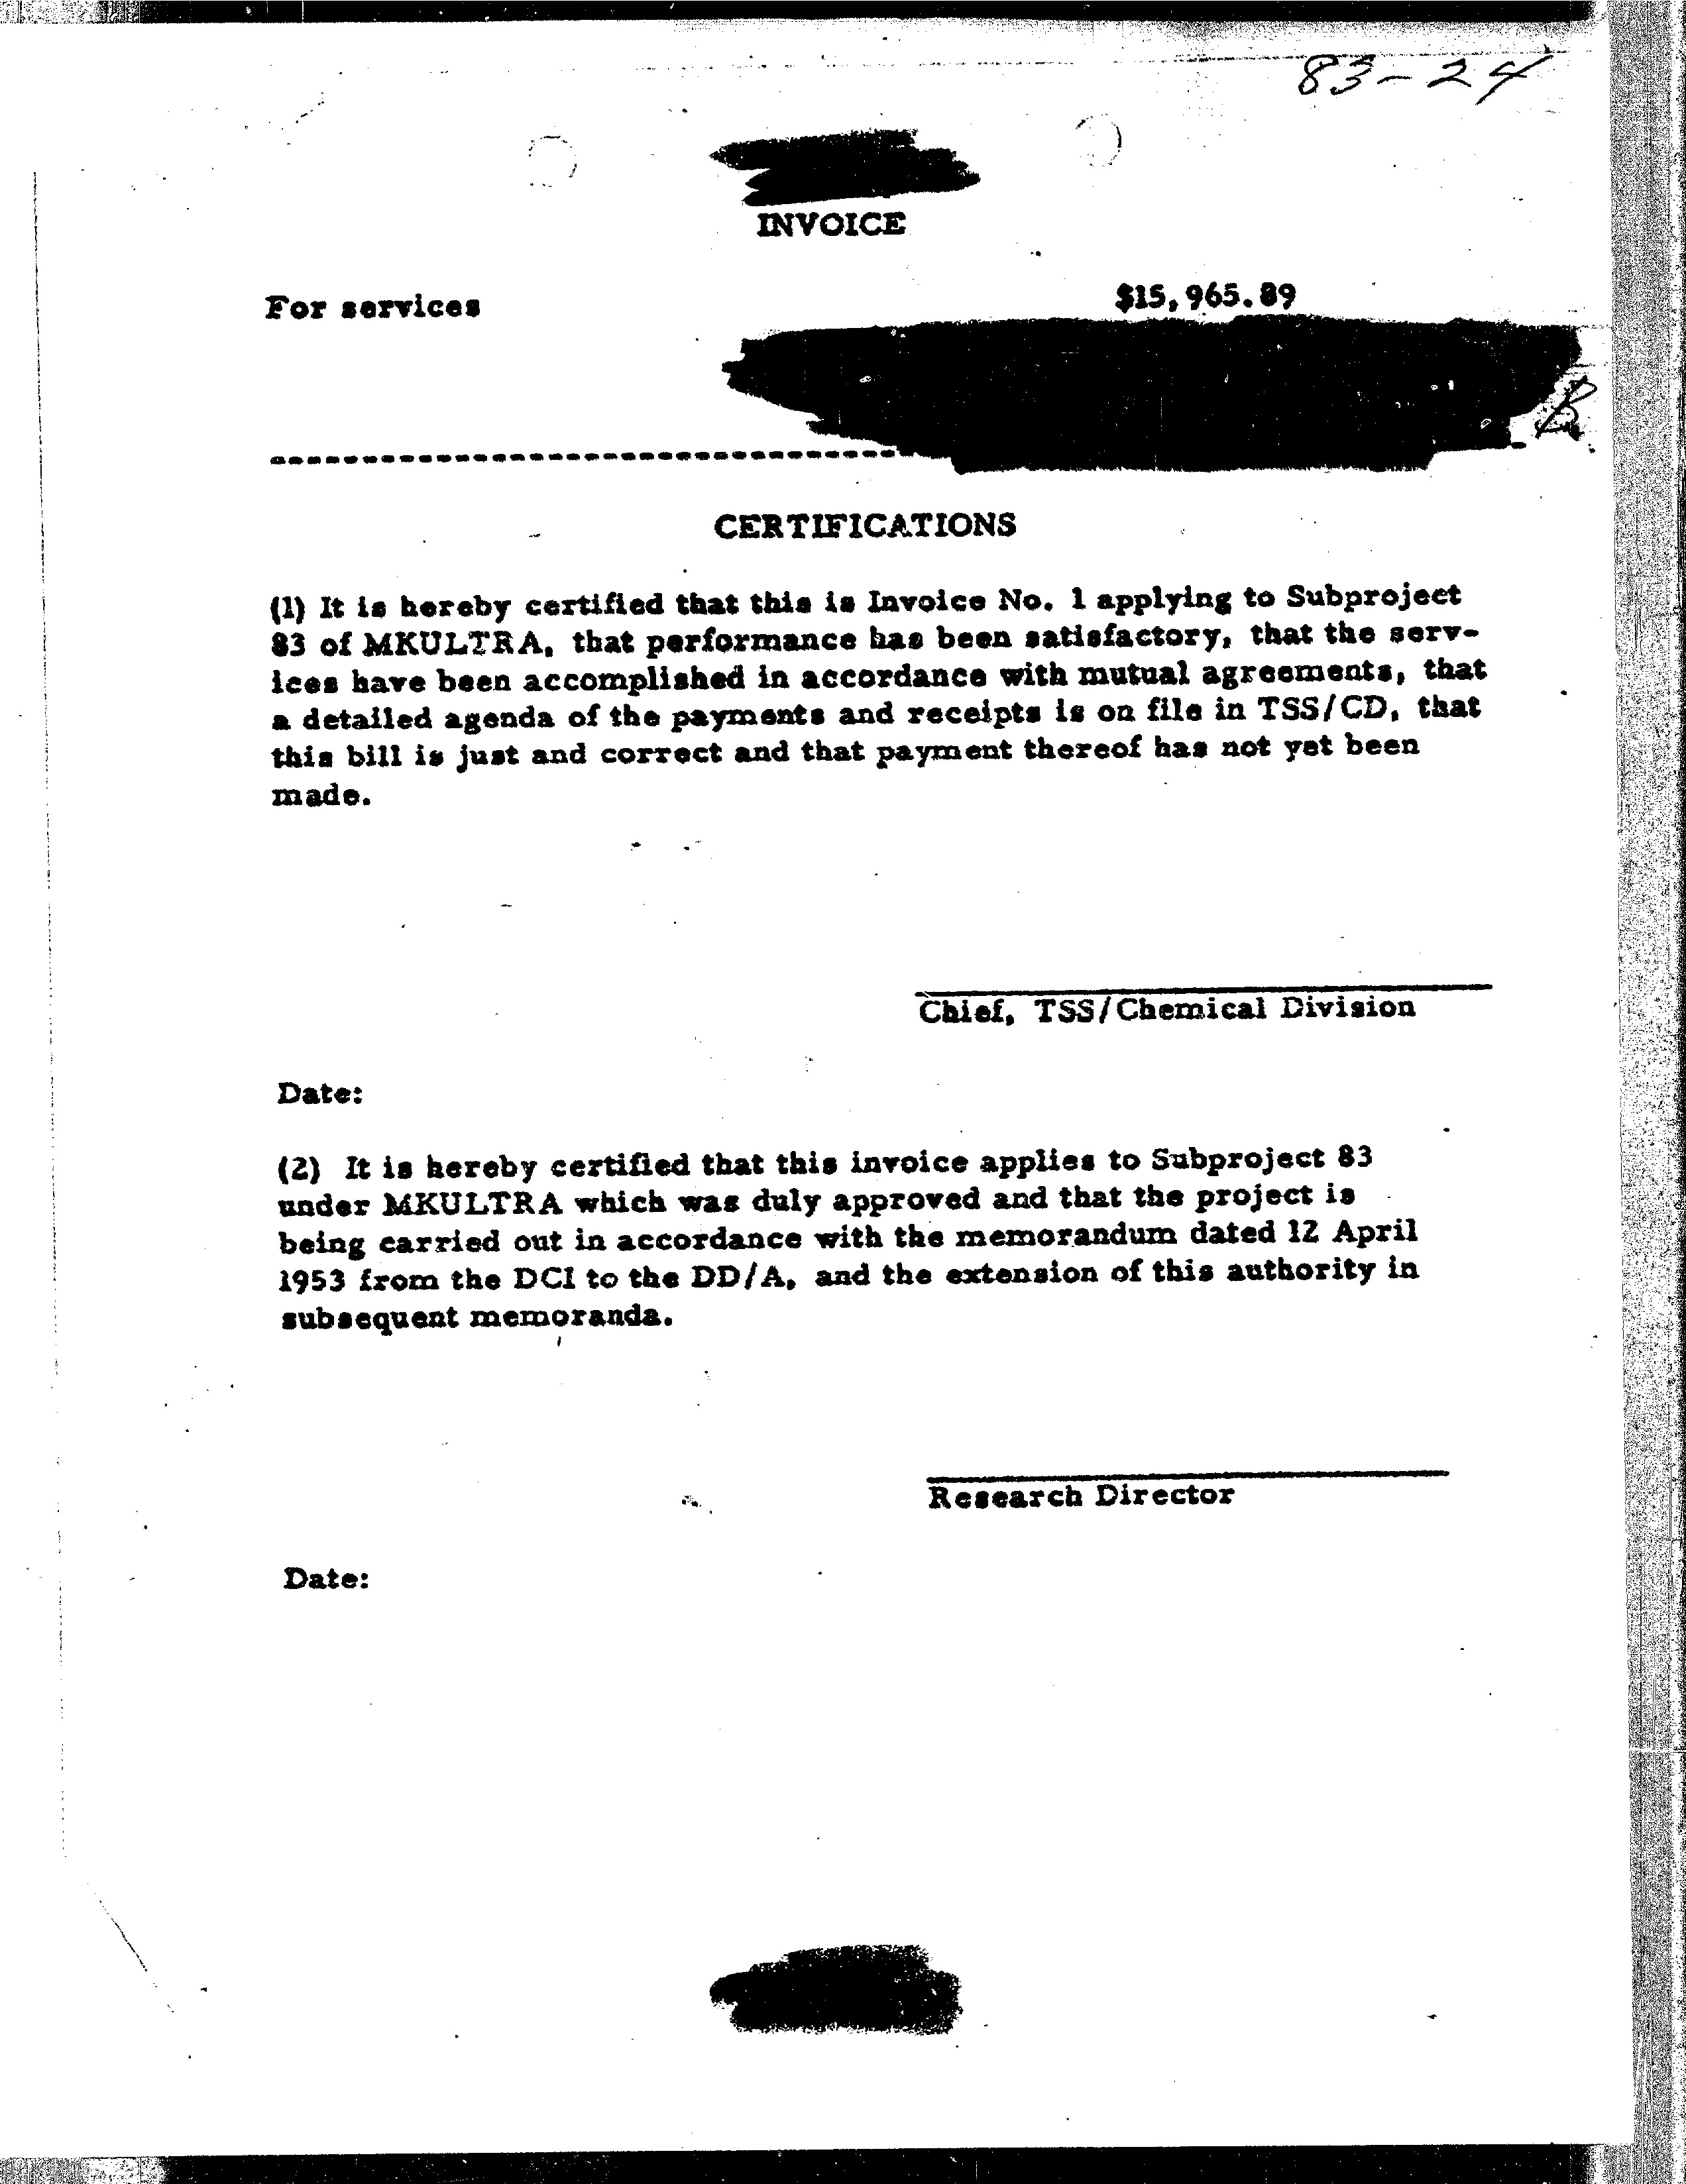 83-24
INVOICE
For services $15,965.89
CERTIFICATIONS
(1) It is hereby certified that this is Invoice No. 1 applying to Subproject
83 of MKULTRA, that performance has been satisfactory, that the serv-
ices have been accomplished in accordance with mutual agreements, that
a detailed agenda of the payments and receipts is on file in TSS/CD, that
this bill is just and correct and that payment thereof has not yet been
made.
Chief, TSS/Chemical Division
Date:
(2) It is hereby certified that this invoice applies to Subproject 83
under MKULTRA which was duly approved and that the project is
being carried out in accordance with the memorandum dated 12 April
1953 from the DCI to the DD/A, and the extension of this authority in
subsequent memoranda.
Research Director
Date: